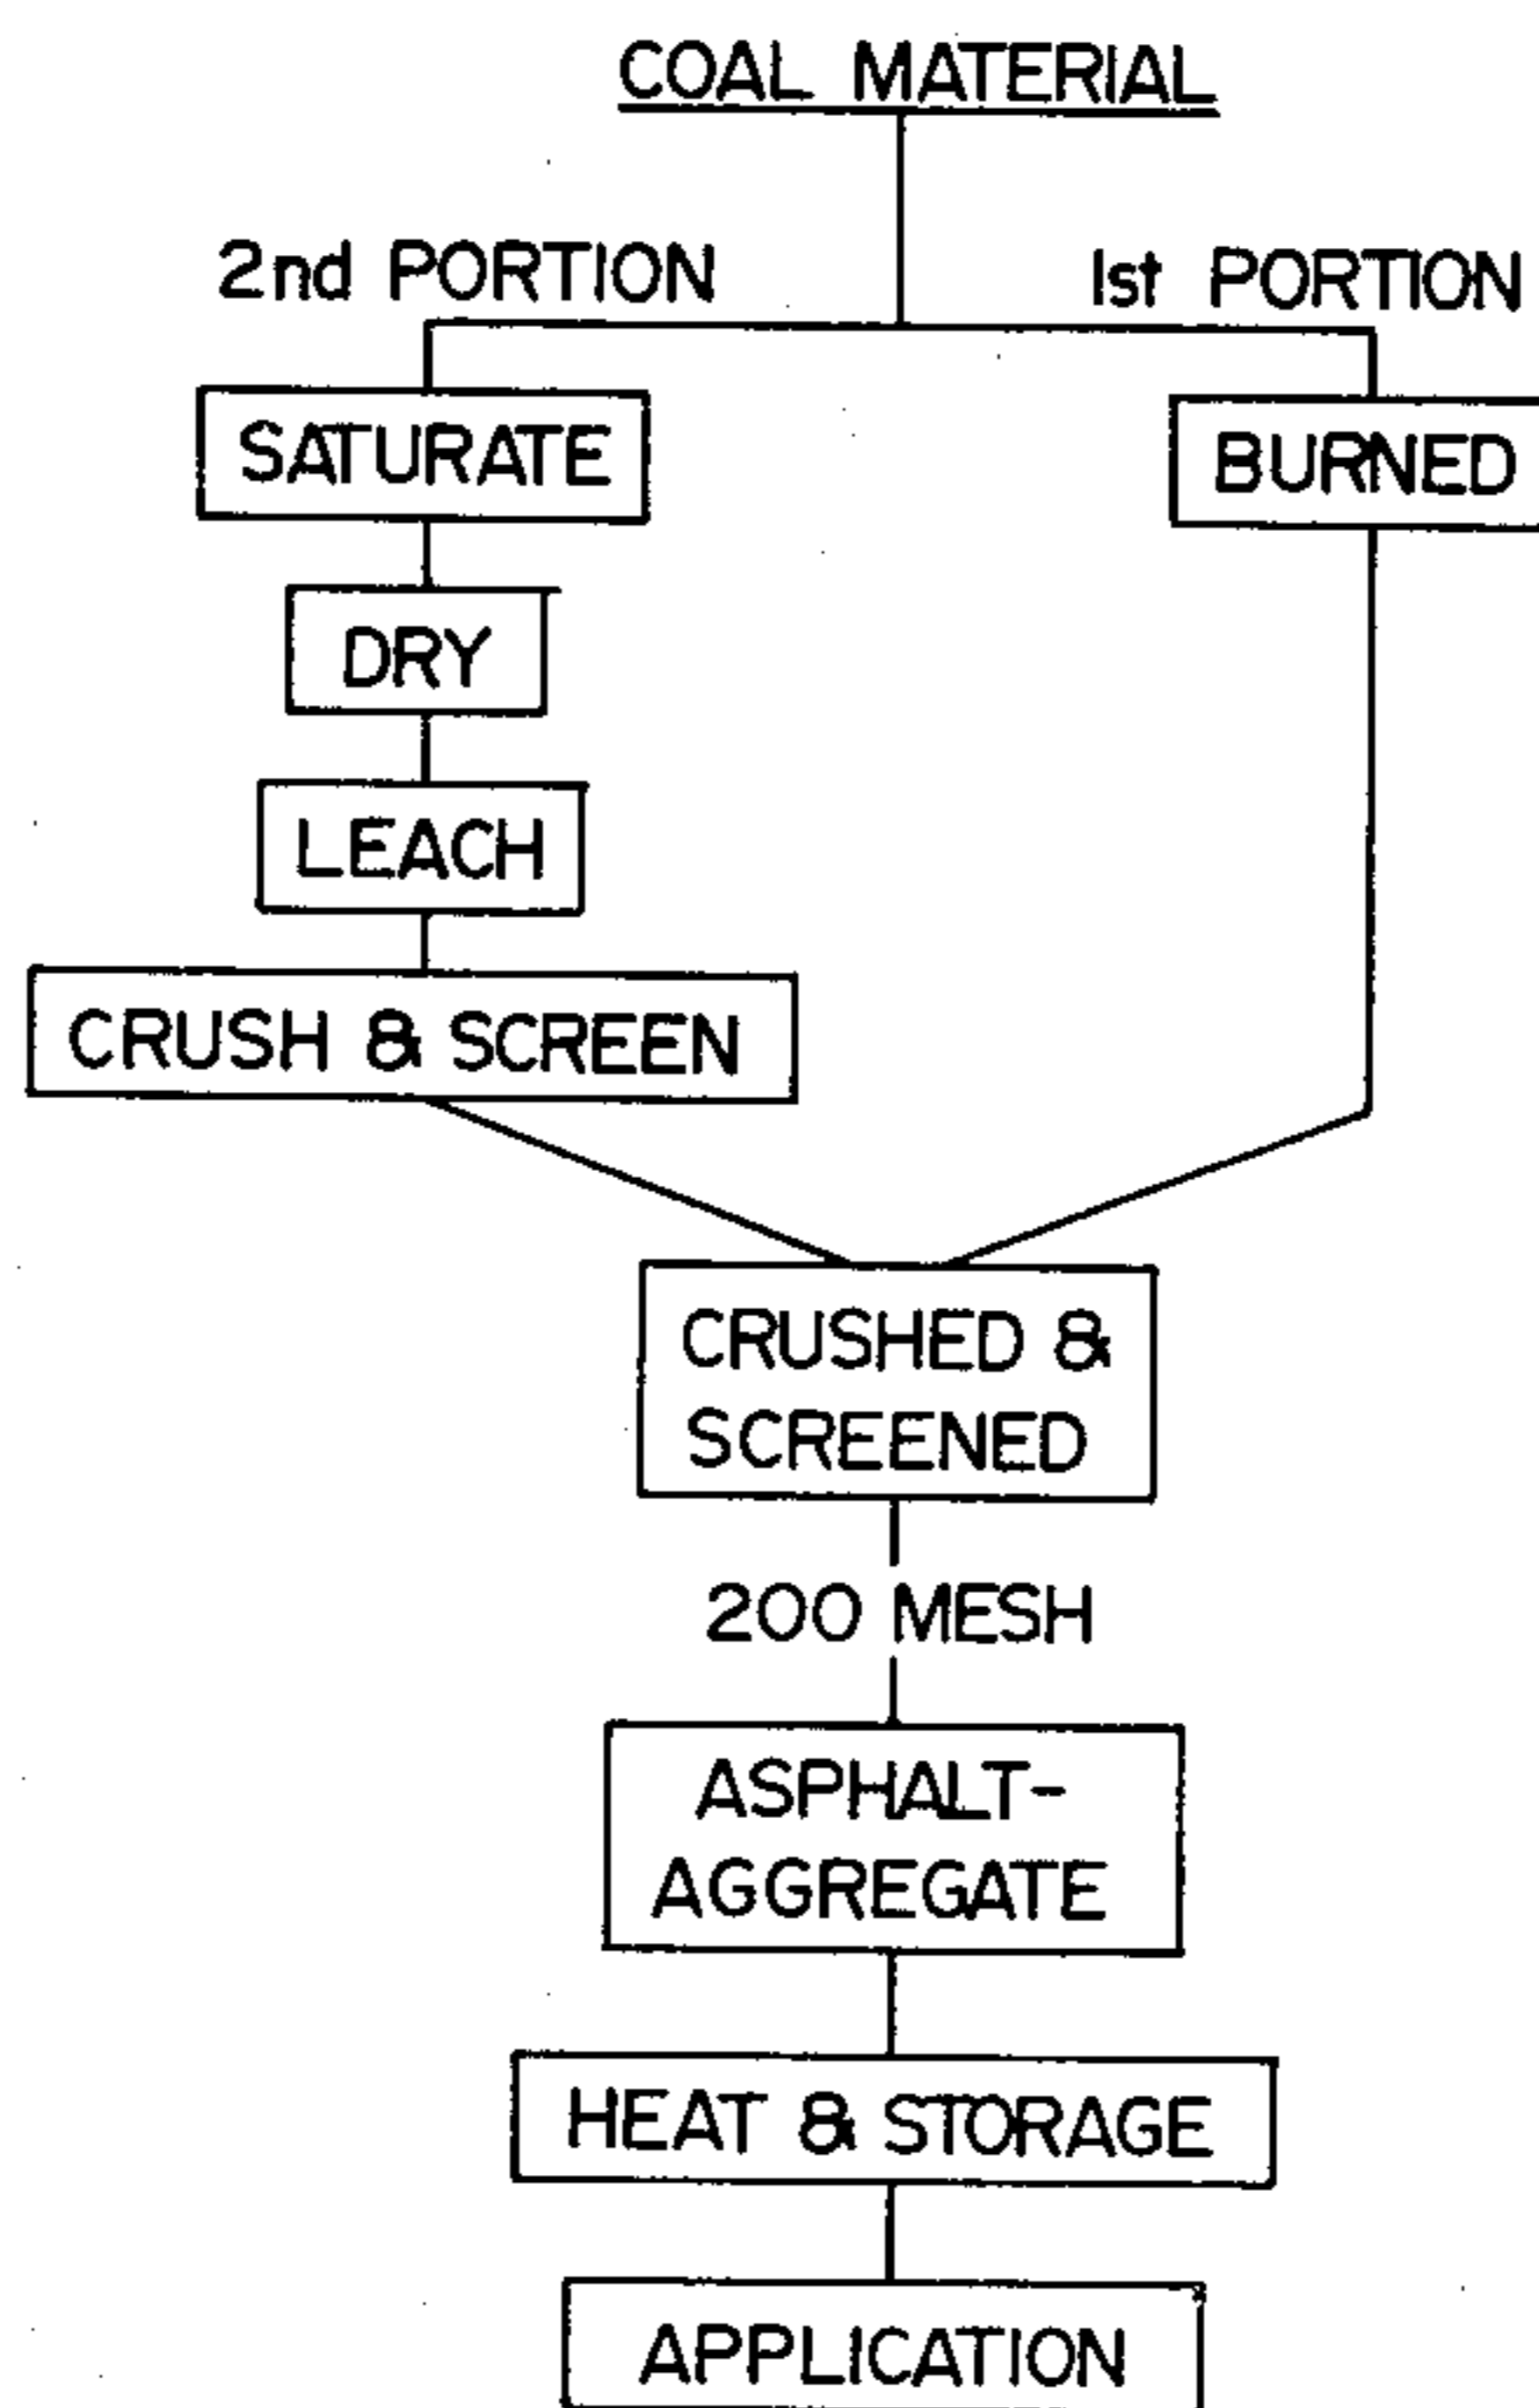 COAL MATERIAL
2nd PORTION
1st PORTION
SATURATE
BURNED
DRY
LEACH
CRUSH & SCREEN
CRUSHED &
SCREENED
200 MESH
ASPHALT-
AGGREGATE
HEAT & STORAGE
APPLICATION